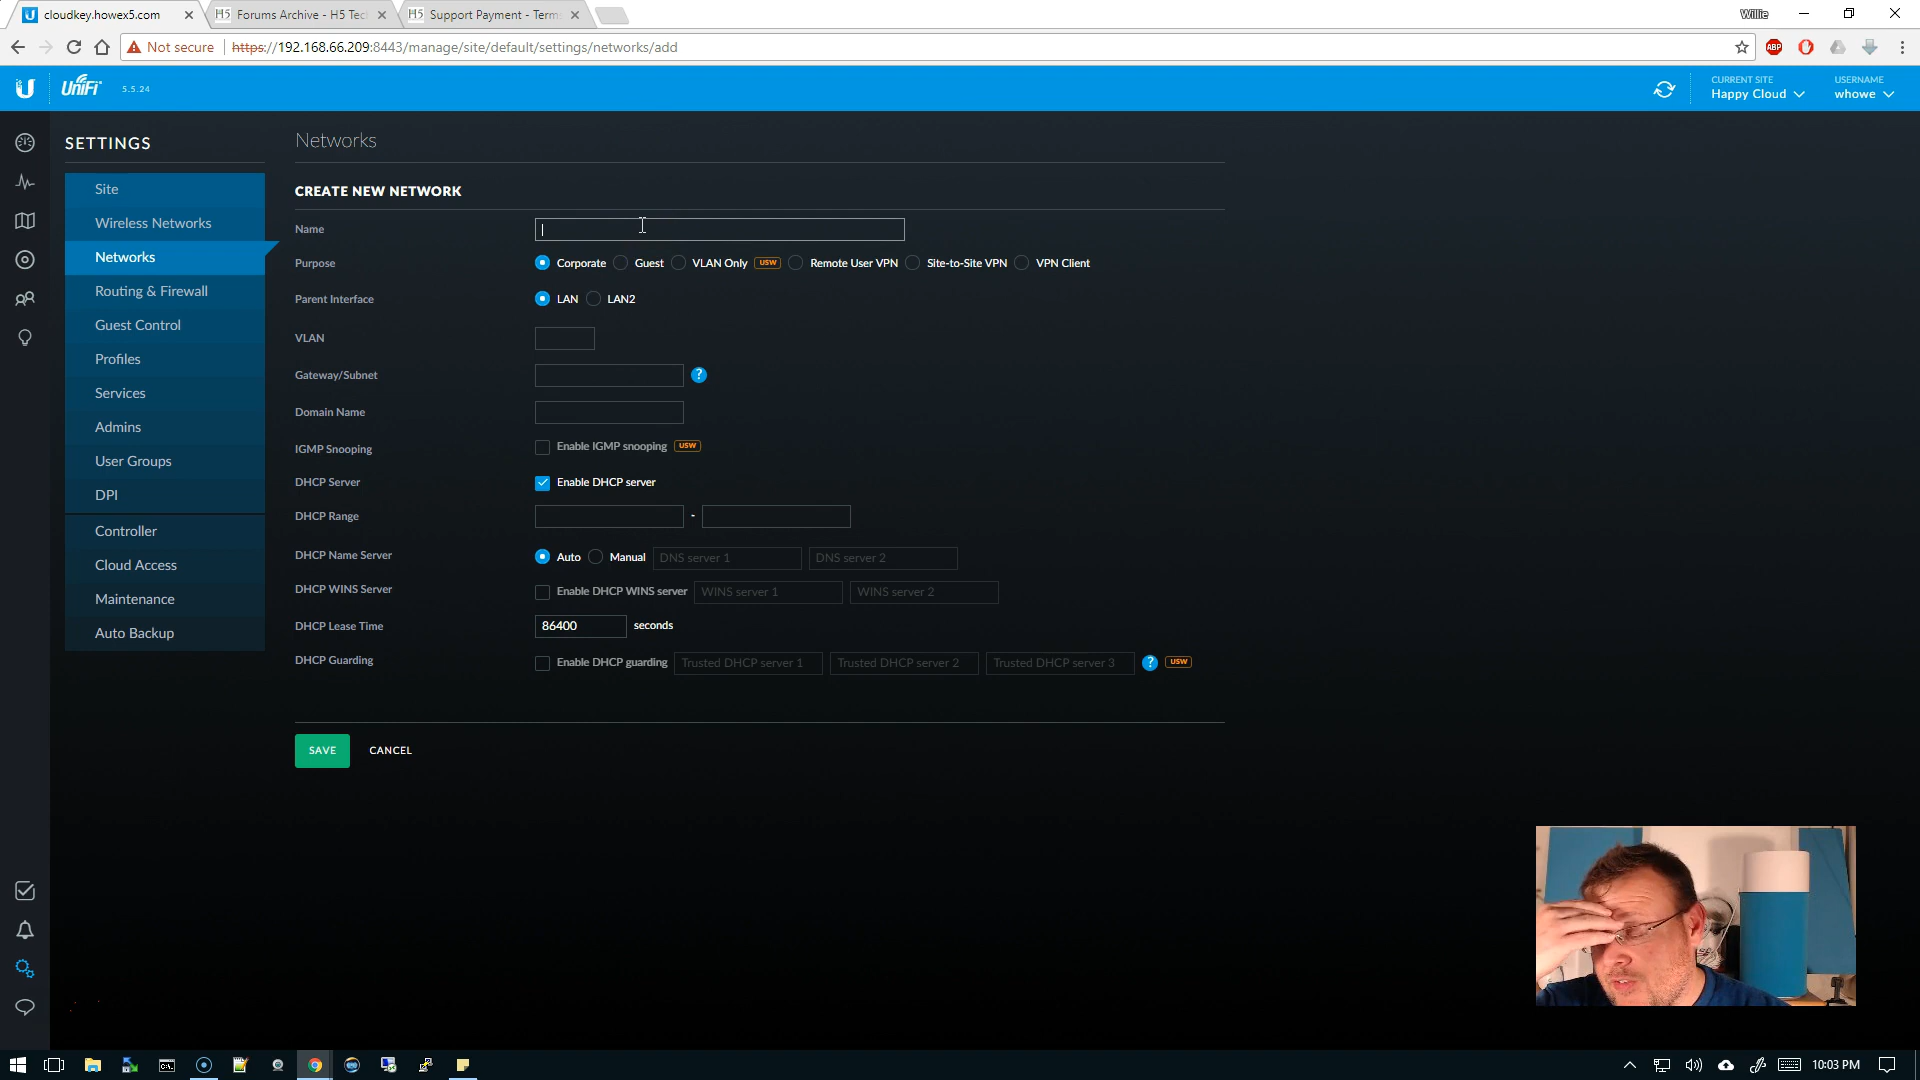 cloudkey.howex5.com
H5 Forums Archive - H5 Tec
H5 Support Payment - Term
Willie
Not secure https://192.168.66.209:8443/manage/site/default/settings/networks/add
ABP
U UniFi 5.5.24
CURRENT SITE
Happy Cloud
USERNAME
whowe
SETTINGS
Site
Wireless Networks
Networks
Routing & Firewall
Guest Control
Profiles
Services
Admins
User Groups
DPI
Controller
Cloud Access
Maintenance
Auto Backup
Networks
CREATE NEW NETWORK
Name
Purpose Corporate Guest VLAN Only USW Remote User VPN Site-to-Site VPN VPN Client
Parent Interface LAN LAN2
VLAN
Gateway/Subnet ?
Domain Name
IGMP Snooping Enable IGMP snooping USW
DHCP Server Enable DHCP server
DHCP Range -
DHCP Name Server Auto Manual DNS server 1 DNS server 2
DHCP WINS Server Enable DHCP WINS server WINS server 1 WINS server 2
DHCP Lease Time 86400 seconds
DHCP Guarding Enable DHCP guarding Trusted DHCP server 1 Trusted DHCP server 2 Trusted DHCP server 3 ? USW
SAVE CANCEL
10:03 PM